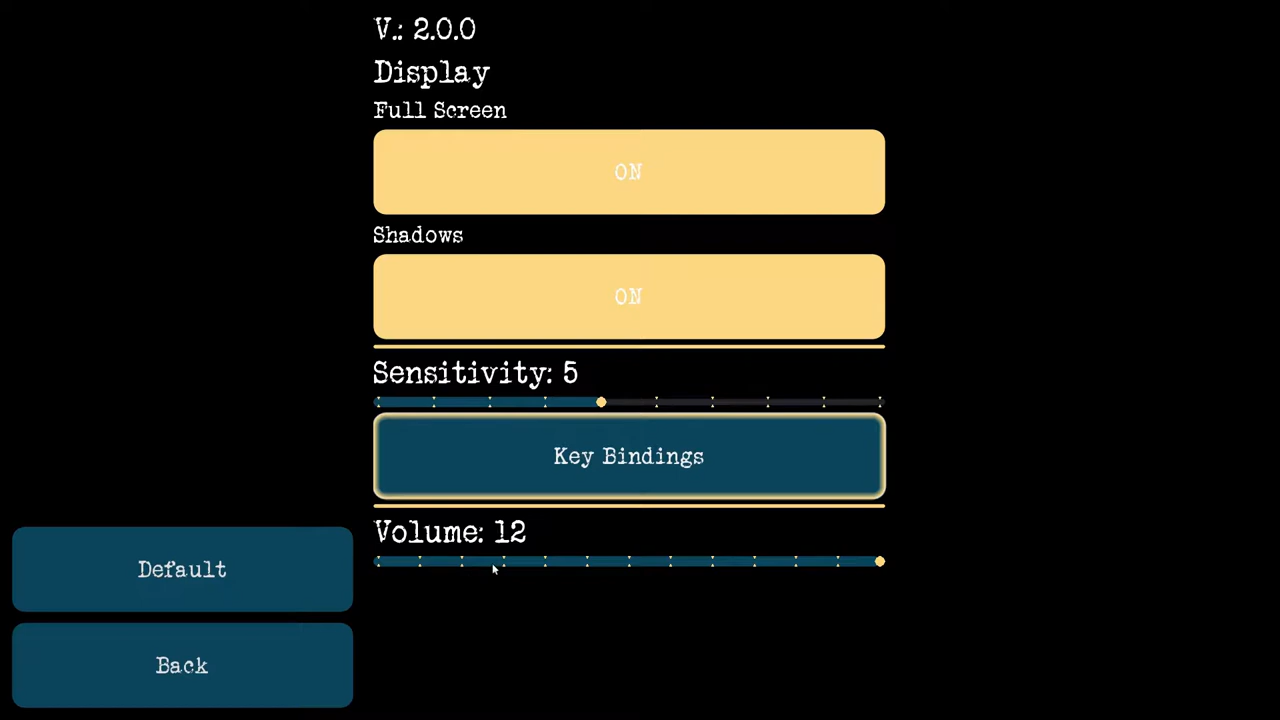 V.: 2.0.0
Display
Full Screen
ON
Shadows
ON
Sensitivity: 5
Key Bindings
Volume: 12
Default
Back